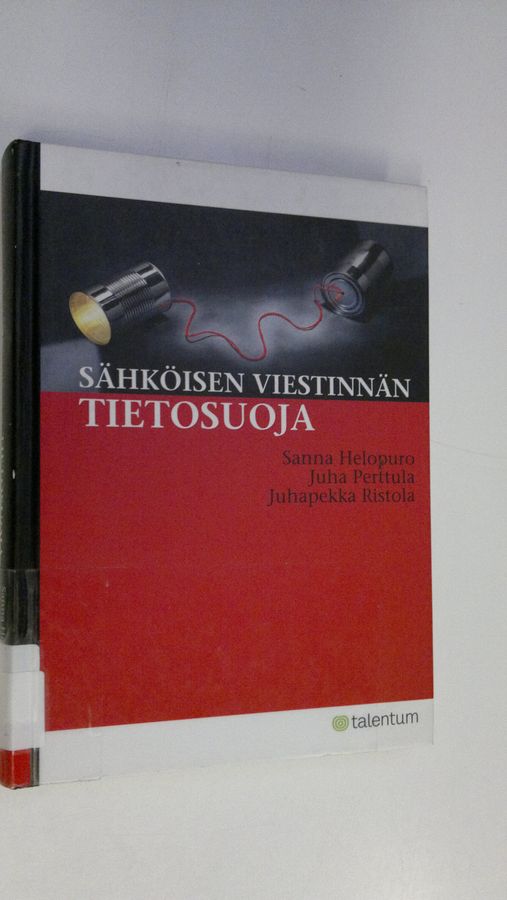 SÄHKÖISEN VIESTINNÄN
TIETOSUOJA
Sanna Helopuro
Juha Perttula
Juhapekka Ristola
talentum